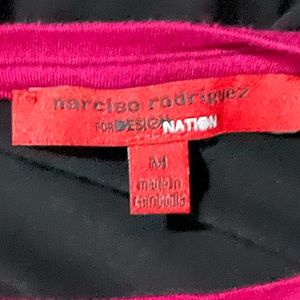 narciso rodriguez
FOR DESIGNATION
M
made in
cambodia